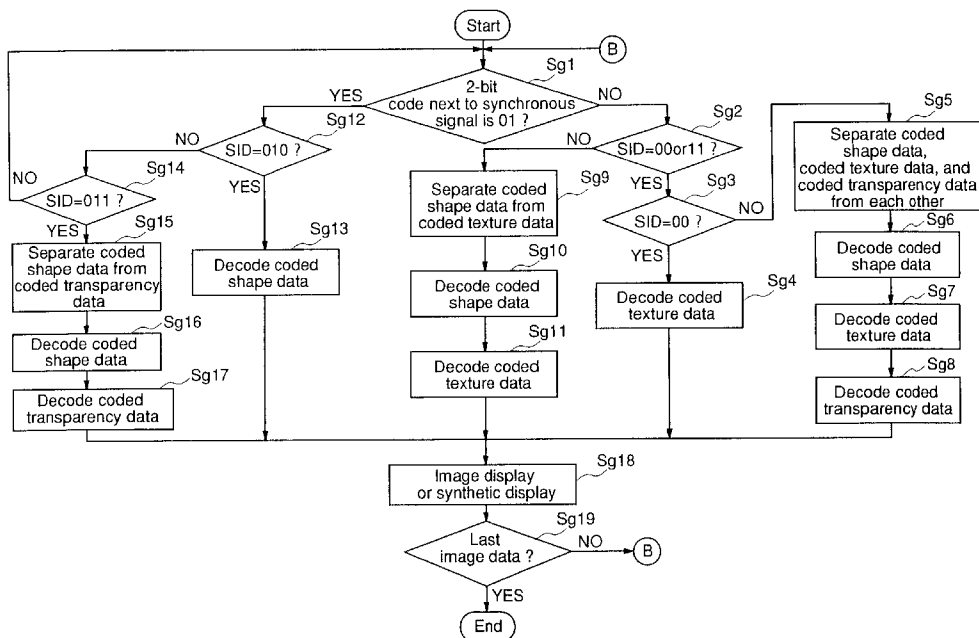 Start
B
Sg1
2-bit
code next to synchronous
signal is 01 ?
YES
NO
Sg12
SID=010 ?
NO
YES
Sg14
SID=011 ?
NO
YES
Sg15
Separate coded
shape data from
coded transparency
data
Sg16
Decode coded
shape data
Sg17
Decode coded
transparency data
Sg13
Decode coded
shape data
Sg2
SID=00or11 ?
NO
YES
Sg9
Separate coded
shape data from
coded texture data
Sg10
Decode coded
shape data
Sg11
Decode coded
texture data
Sg3
SID=00 ?
NO
YES
Sg4
Decode coded
texture data
Sg5
Separate coded
shape data,
coded texture data, and
coded transparency data
from each other
Sg6
Decode coded
shape data
Sg7
Decode coded
texture data
Sg8
Decode coded
transparency data
Sg18
Image display
or synthetic display
Sg19
Last
image data ?
NO
B
YES
End